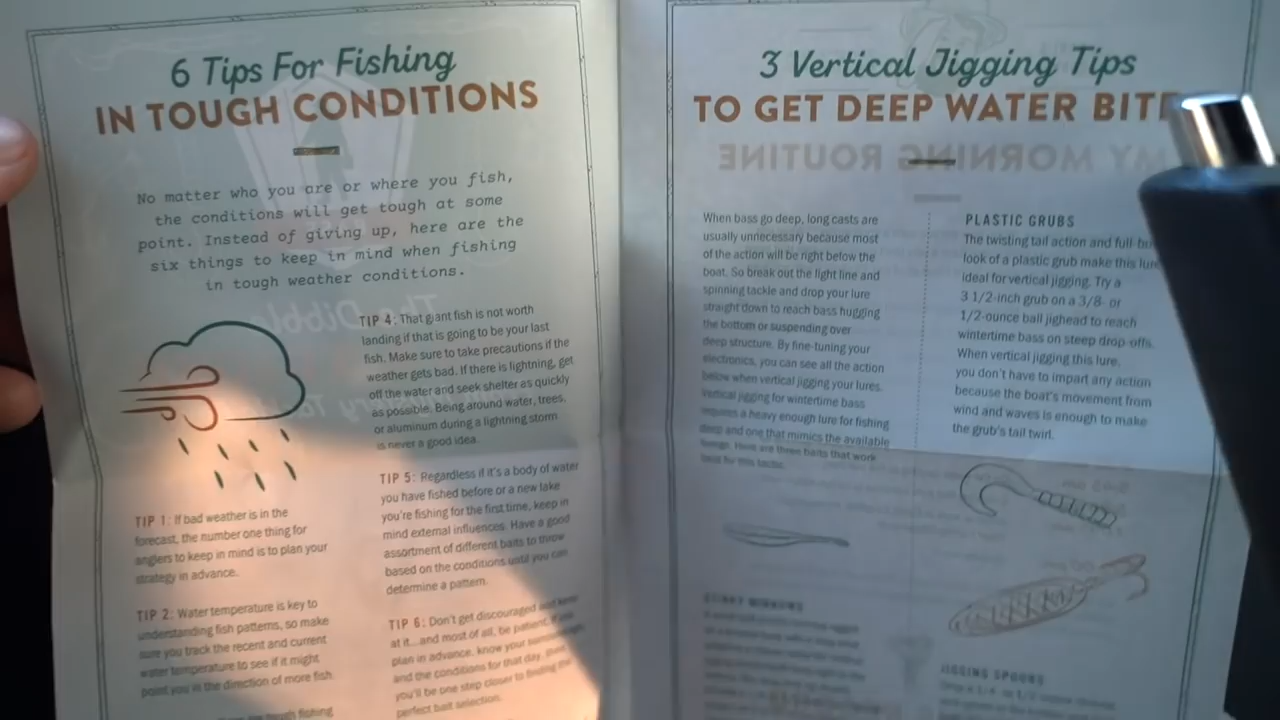 6 Tips For Fishing
IN TOUGH CONDITIONS
No matter who you are or where you fish,
the conditions will get tough at some
point. Instead of giving up, here are the
six things to keep in mind when fishing
in tough weather conditions.
TIP 1: If bad weather is in the
forecast, the number one thing for
anglers to keep in mind is to plan your
strategy in advance.
TIP 2: Water temperature is key to
understanding fish patterns, so make
sure you track the recent and current
water temperature to see if it might
point you in the direction of more fish.
tough fishing
TIP 4: That giant fish is not worth
landing if that is going to be your last
fish. Make sure to take precautions if the
weather gets bad. If there is lightning, get
off the water and seek shelter as quickly
as possible. Being around water, trees,
or aluminum during a lightning storm
is never a good idea.
TIP 5: Regardless if it's a body of water
you have fished before or a new lake
you're fishing for the first time, keep in
mind external influences. Have a good
assortment of different baits to throw
based on the conditions until you can
determine a pattern.
TIP 6: Don't get discouraged and keep
at it...and most of all, be patient. If you
plan in advance, know your surroundings
and the conditions for that day,
you'll be one step closer to finding the
perfect bait selection.
3 Vertical Jigging Tips
TO GET DEEP WATER BITE
When bass go deep, long casts are
usually unnecessary because most
of the action will be right below the
boat. So break out the light line and
spinning tackle and drop your lure
straight down to reach bass hugging
the bottom or suspending over
deep structure. By fine-tuning your
electronics, you can see all the action
below when vertical jigging your lures.
Vertical jigging for wintertime bass
requires a heavy enough lure for fishing
deep and one that mimics the available
forage. Here are three baits that work
best for this tactic.
PLASTIC GRUBS
The twisting tail action and full-bo
look of a plastic grub make this lure
ideal for vertical jigging. Try a
3 1/2-inch grub on a 3/8- or
1/2-ounce ball jighead to reach
wintertime bass on steep drop-offs.
When vertical jigging this lure,
you don't have to impart any action
because the boat's movement from
wind and waves is enough to make
the grub's tail twirl.
JIGGING SPOONS